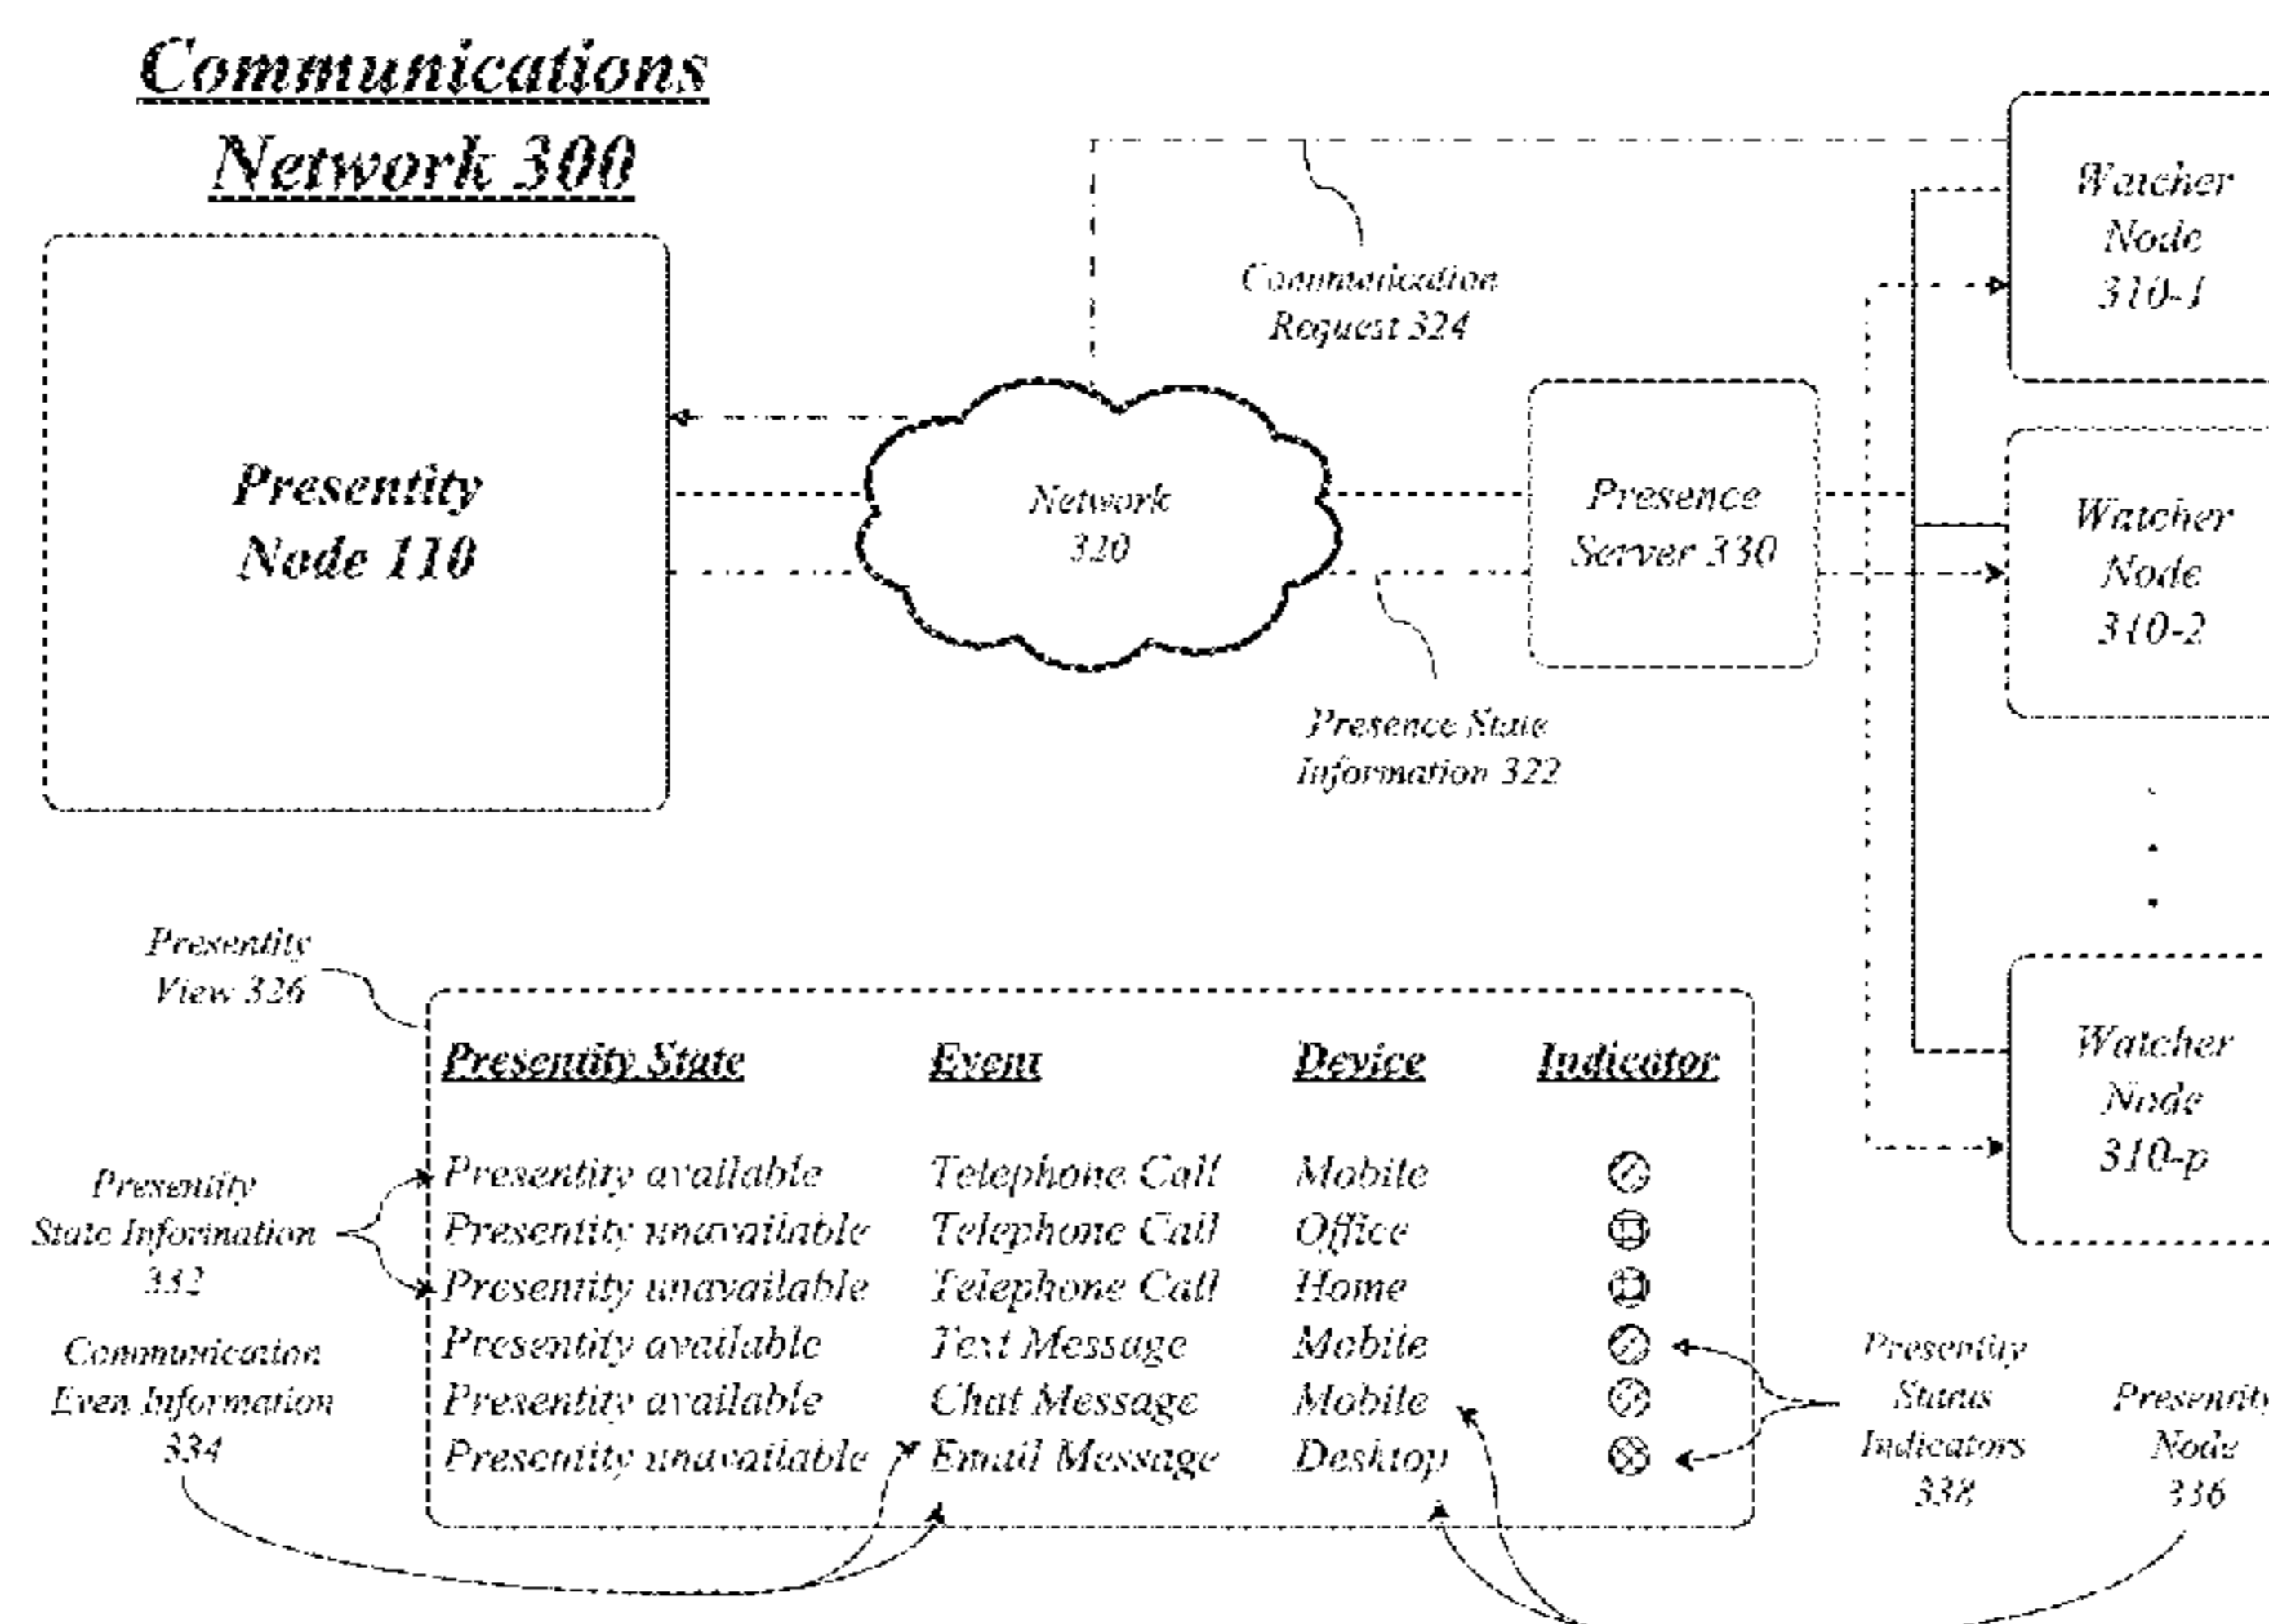 Communications
Network 300
Presentity
Node 110
Communication
Request 324
Network
320
Presence
Server 330
Presence State
Information 322
Watcher
Node
310-1
Watcher
Node
310-2
Watcher
Node
310-p
Presentity
View 326
Presentity State Event Device Indicator
Presentity available Telephone Call Mobile
Presentity unavailable Telephone Call Office
Presentity unavailable Telephone Call Home
Presentity available Text Message Mobile
Presentity available Chat Message Mobile
Presentity unavailable Email Message Desktop
Presentity
State Information
332
Communication
Even Information
334
Presentity
Status
Indicators
338
Presentity
Node
336